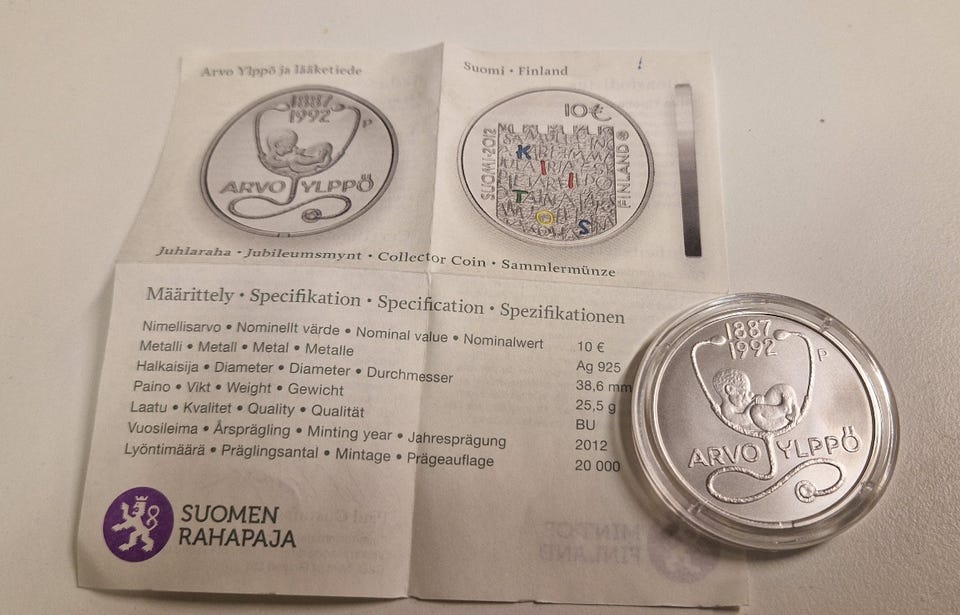 Arvo Ylppö ja lääketiede
Suomi • Finland
1887
1992
P
ARVO YLPPÖ
10€
SUOMI-2012
FINLAND
K
I
I
T
O
S
Juhlaraha • Jubileumsmynt • Collector Coin • Sammlermünze
Määrittely • Specifikation • Specification • Spezifikationen
Nimellisarvo • Nominellt värde • Nominal value • Nominalwert 10 €
Metalli • Metall • Metal • Metalle Ag 925
Halkaisija • Diameter • Diameter • Durchmesser 38,6 mm
Paino • Vikt • Weight • Gewicht 25,5 g
Laatu • Kvalitet • Quality • Qualität BU
Vuosileima • Årsprägling • Minting year • Jahresprägung 2012
Lyöntimäärä • Präglingsantal • Mintage • Prägeauflage 20 000
SUOMEN
RAHAPAJA
MINT OF
FINLAND
1887
1992
P
ARVO YLPPÖ